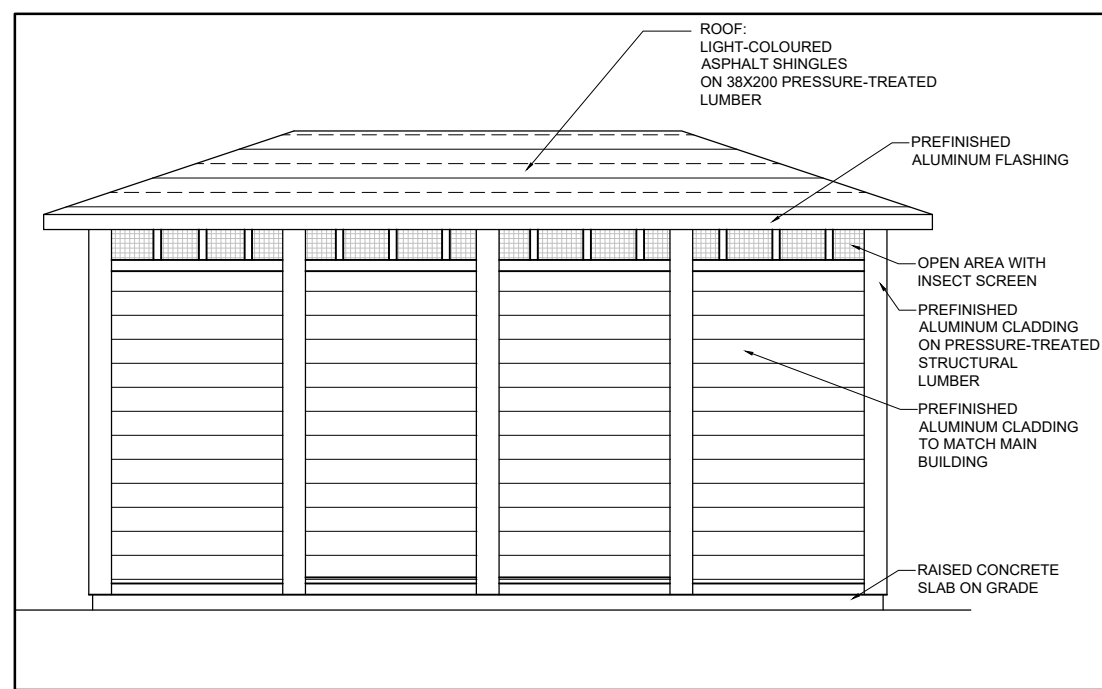 ROOF:
LIGHT-COLOURED
ASPHALT SHINGLES
ON 38X200 PRESSURE-TREATED
LUMBER
PREFINISHED
ALUMINUM FLASHING
OPEN AREA WITH
INSECT SCREEN
PREFINISHED
ALUMINUM CLADDING
ON PRESSURE-TREATED
STRUCTURAL
LUMBER
PREFINISHED
ALUMINUM CLADDING
TO MATCH MAIN
BUILDING
RAISED CONCRETE
SLAB ON GRADE